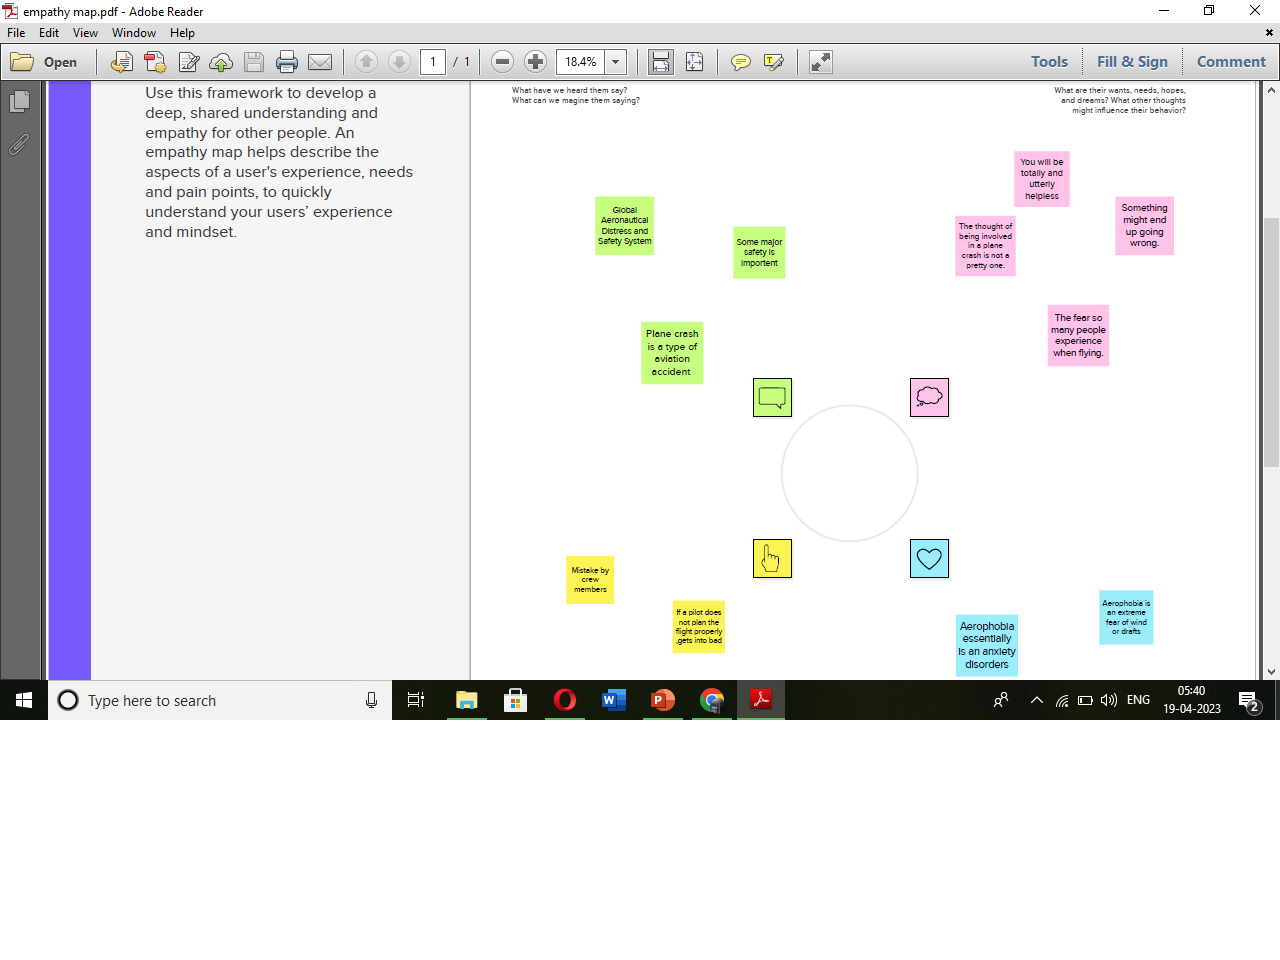 empathy map.pdf - Adobe Reader
File Edit View Window Help
Open
1 / 1
18.4%
Tools
Fill & Sign
Comment
Use this framework to develop a
deep, shared understanding and
empathy for other people. An
empathy map helps describe the
aspects of a user's experience, needs
and pain points, to quickly
understand your users' experience
and mindset.
What have we heard them say?
What can we magine them saying?
What are their wants, needs, hopes,
and dreams? What other thoughts
might influence their behavior?
Global
Aeronautical
Distress and
Safety System
Some major
safety is
importent
Plane crash
is a type of
aviation
accident
You will be
totally and
utterly
helpless
The thought of
being involved
in a plane
crash is not a
pretty one.
Something
might end
up going
wrong.
The fear so
many people
experience
when flying.
Mistake by
crew
members
If a pilot does
not plan the
flight properly
,gets into bad
Aerophobia
essentially
is an anxiety
disorders
Aerophobia is
an extreme
fear of wind
or drafts
Type here to search
ENG
05:40
19-04-2023
2